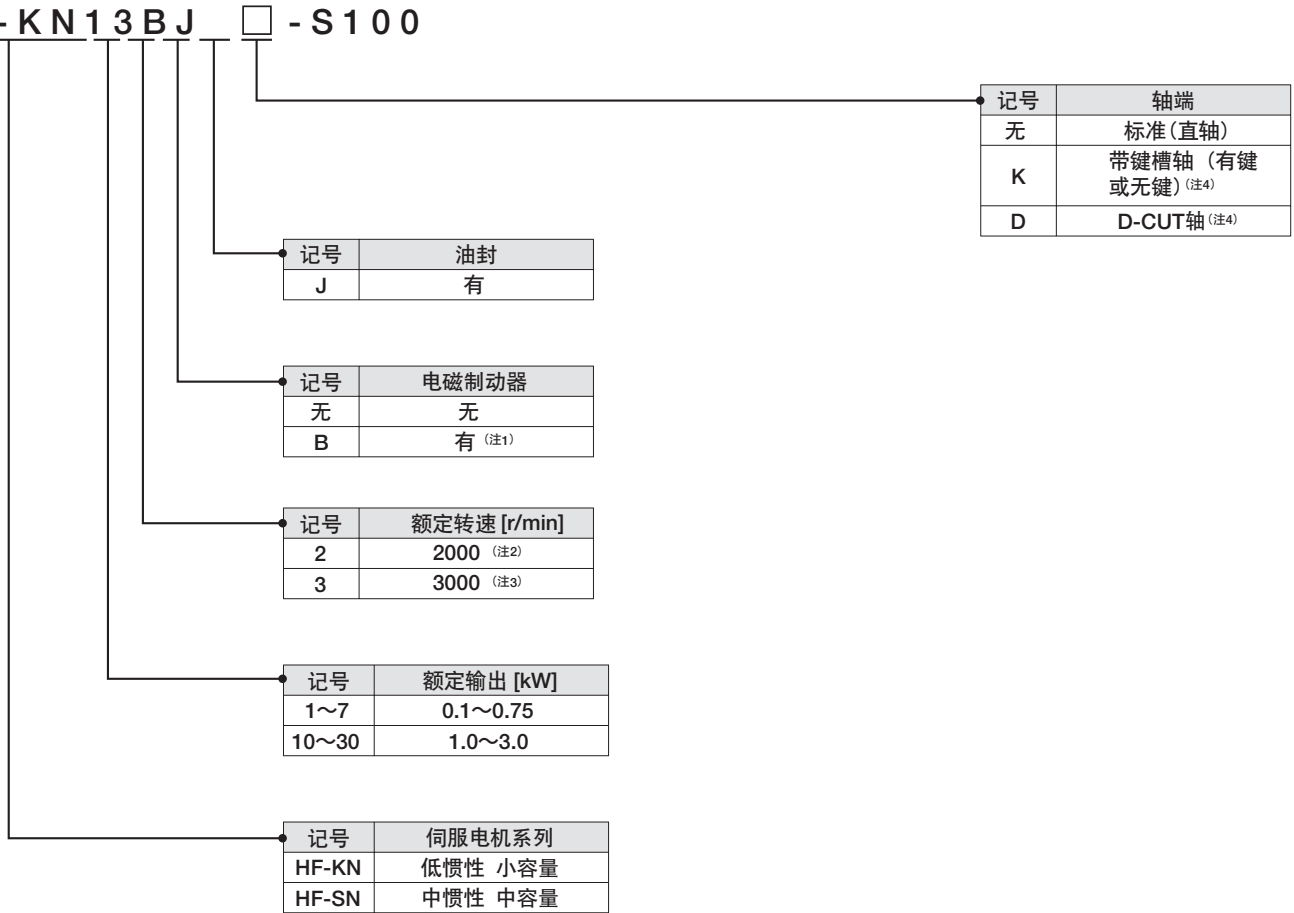 -KN13BJ □-S100
记号 轴端
无 标准(直轴)
K 带键槽轴 (有键
或无键)(注4)
D D-CUT轴(注4)
记号 油封
J 有
记号 电磁制动器
无 无
B 有 (注1)
记号 额定转速 [r/min]
2 2000 (注2)
3 3000 (注3)
记号 额定输出 [kW]
1～7 0.1～0.75
10～30 1.0～3.0
记号 伺服电机系列
HF-KN 低惯性 小容量
HF-SN 中惯性 中容量